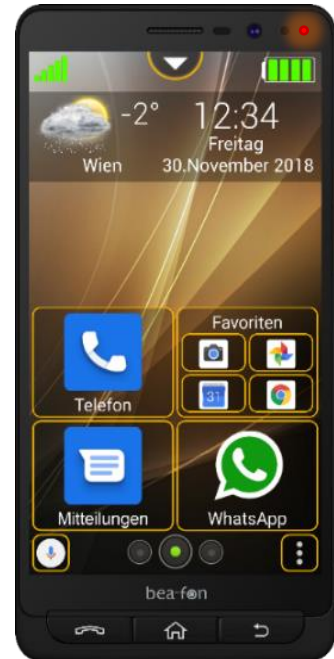 -2°
12:34
Freitag
Wien
30.November 2018
Favoriten
31
Telefon
Mitteilungen
WhatsApp
bea-fon